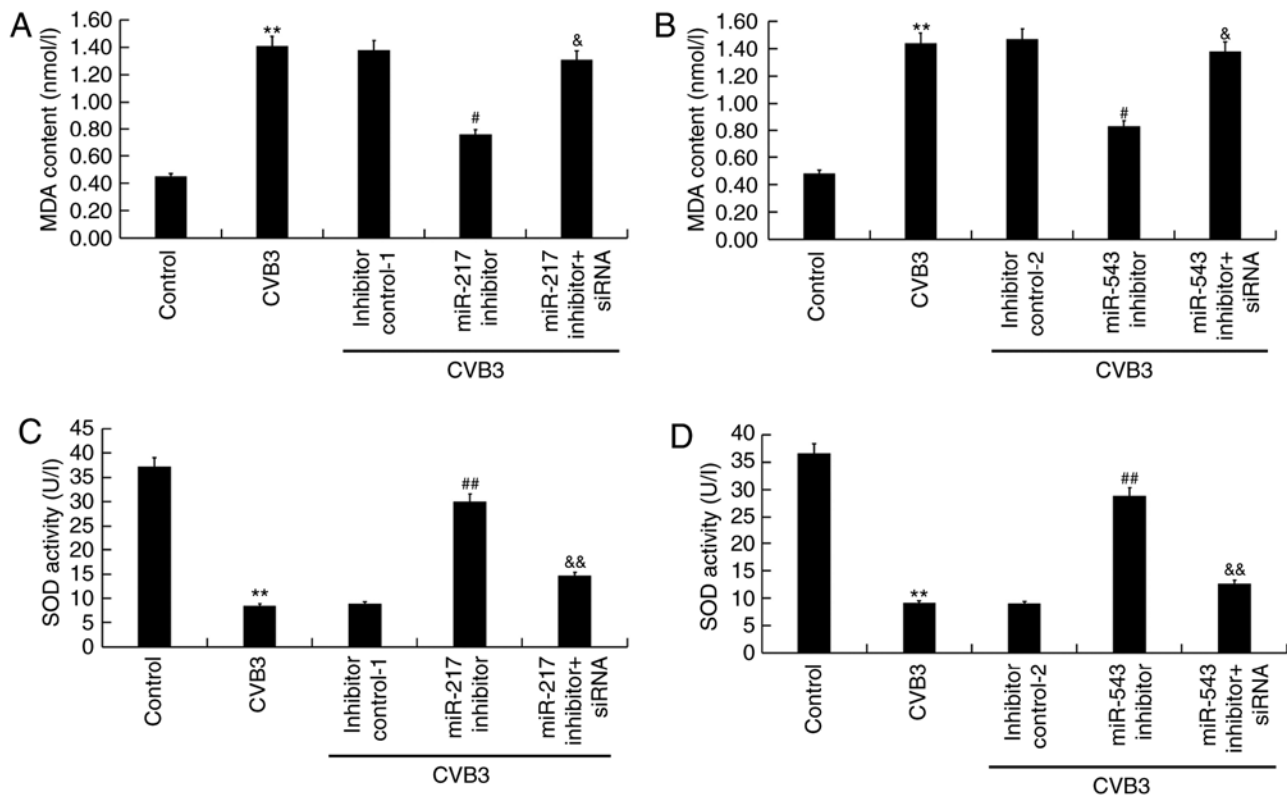 A
MDA content (nmol/l)
1.60
1.40
1.20
1.00
0.80
0.60
0.40
0.20
0.00
**
#
&
Control
CVB3
Inhibitor
control-1
miR-217
inhibitor
miR-217
inhibitor+
siRNA
CVB3
B
MDA content (nmol/l)
1.60
1.40
1.20
1.00
0.80
0.60
0.40
0.20
0.00
**
#
&
Control
CVB3
Inhibitor
control-2
miR-543
inhibitor
miR-543
inhibitor+
siRNA
CVB3
C
SOD activity (U/l)
45
40
35
30
25
20
15
10
5
0
**
##
&&
Control
CVB3
Inhibitor
control-1
miR-217
inhibitor
miR-217
inhibitor+
siRNA
CVB3
D
SOD activity (U/l)
40
35
30
25
20
15
10
5
0
**
##
&&
Control
CVB3
Inhibitor
control-2
miR-543
inhibitor
miR-543
inhibitor+
siRNA
CVB3